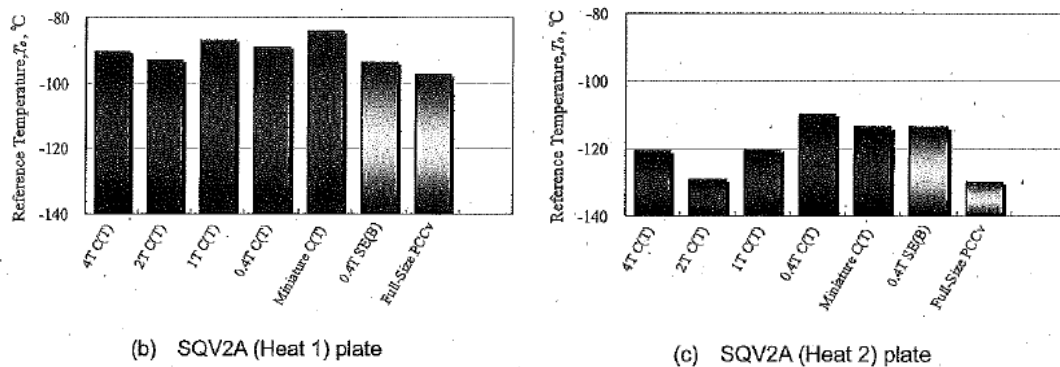 Reference Temperature, To, °C
-80
-100
-120
-140
4T C(T)
2T C(T)
1T C(T)
0.4T C(T)
Miniature C(T)
0.4T SE(B)
Full-Size PCCv
(b) SQV2A (Heat 1) plate
Reference Temperature, To, °C
-80
-100
-120
-140
4T C(T)
2T C(T)
1T C(T)
0.4T C(T)
Miniature C(T)
0.4T SE(B)
Full-Size PCCv
(c) SQV2A (Heat 2) plate